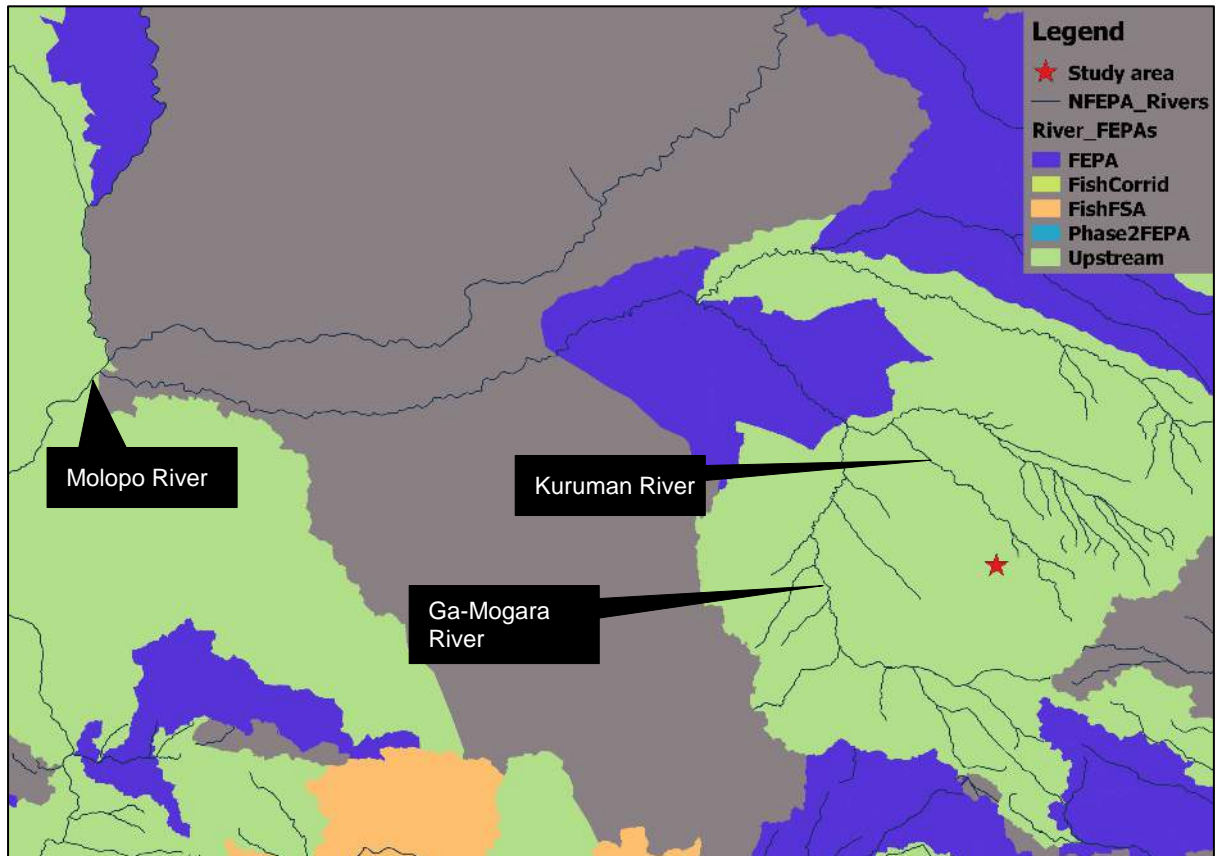 Legend
Study area
NFEPA_Rivers
River_FEPAs
FEPA
FishCorrid
FishFSA
Phase2FEPA
Upstream
Molopo River
Kuruman River
Ga-Mogara
River